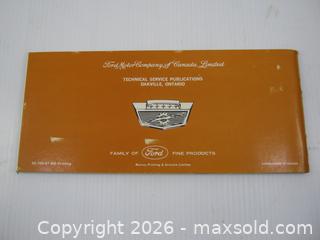 Ford Motor Company of Canada, Limited
TECHNICAL SERVICE PUBLICATIONS
OAKVILLE, ONTARIO
FAMILY OF Ford FINE PRODUCTS
Copyright 2026 - maxsold.com